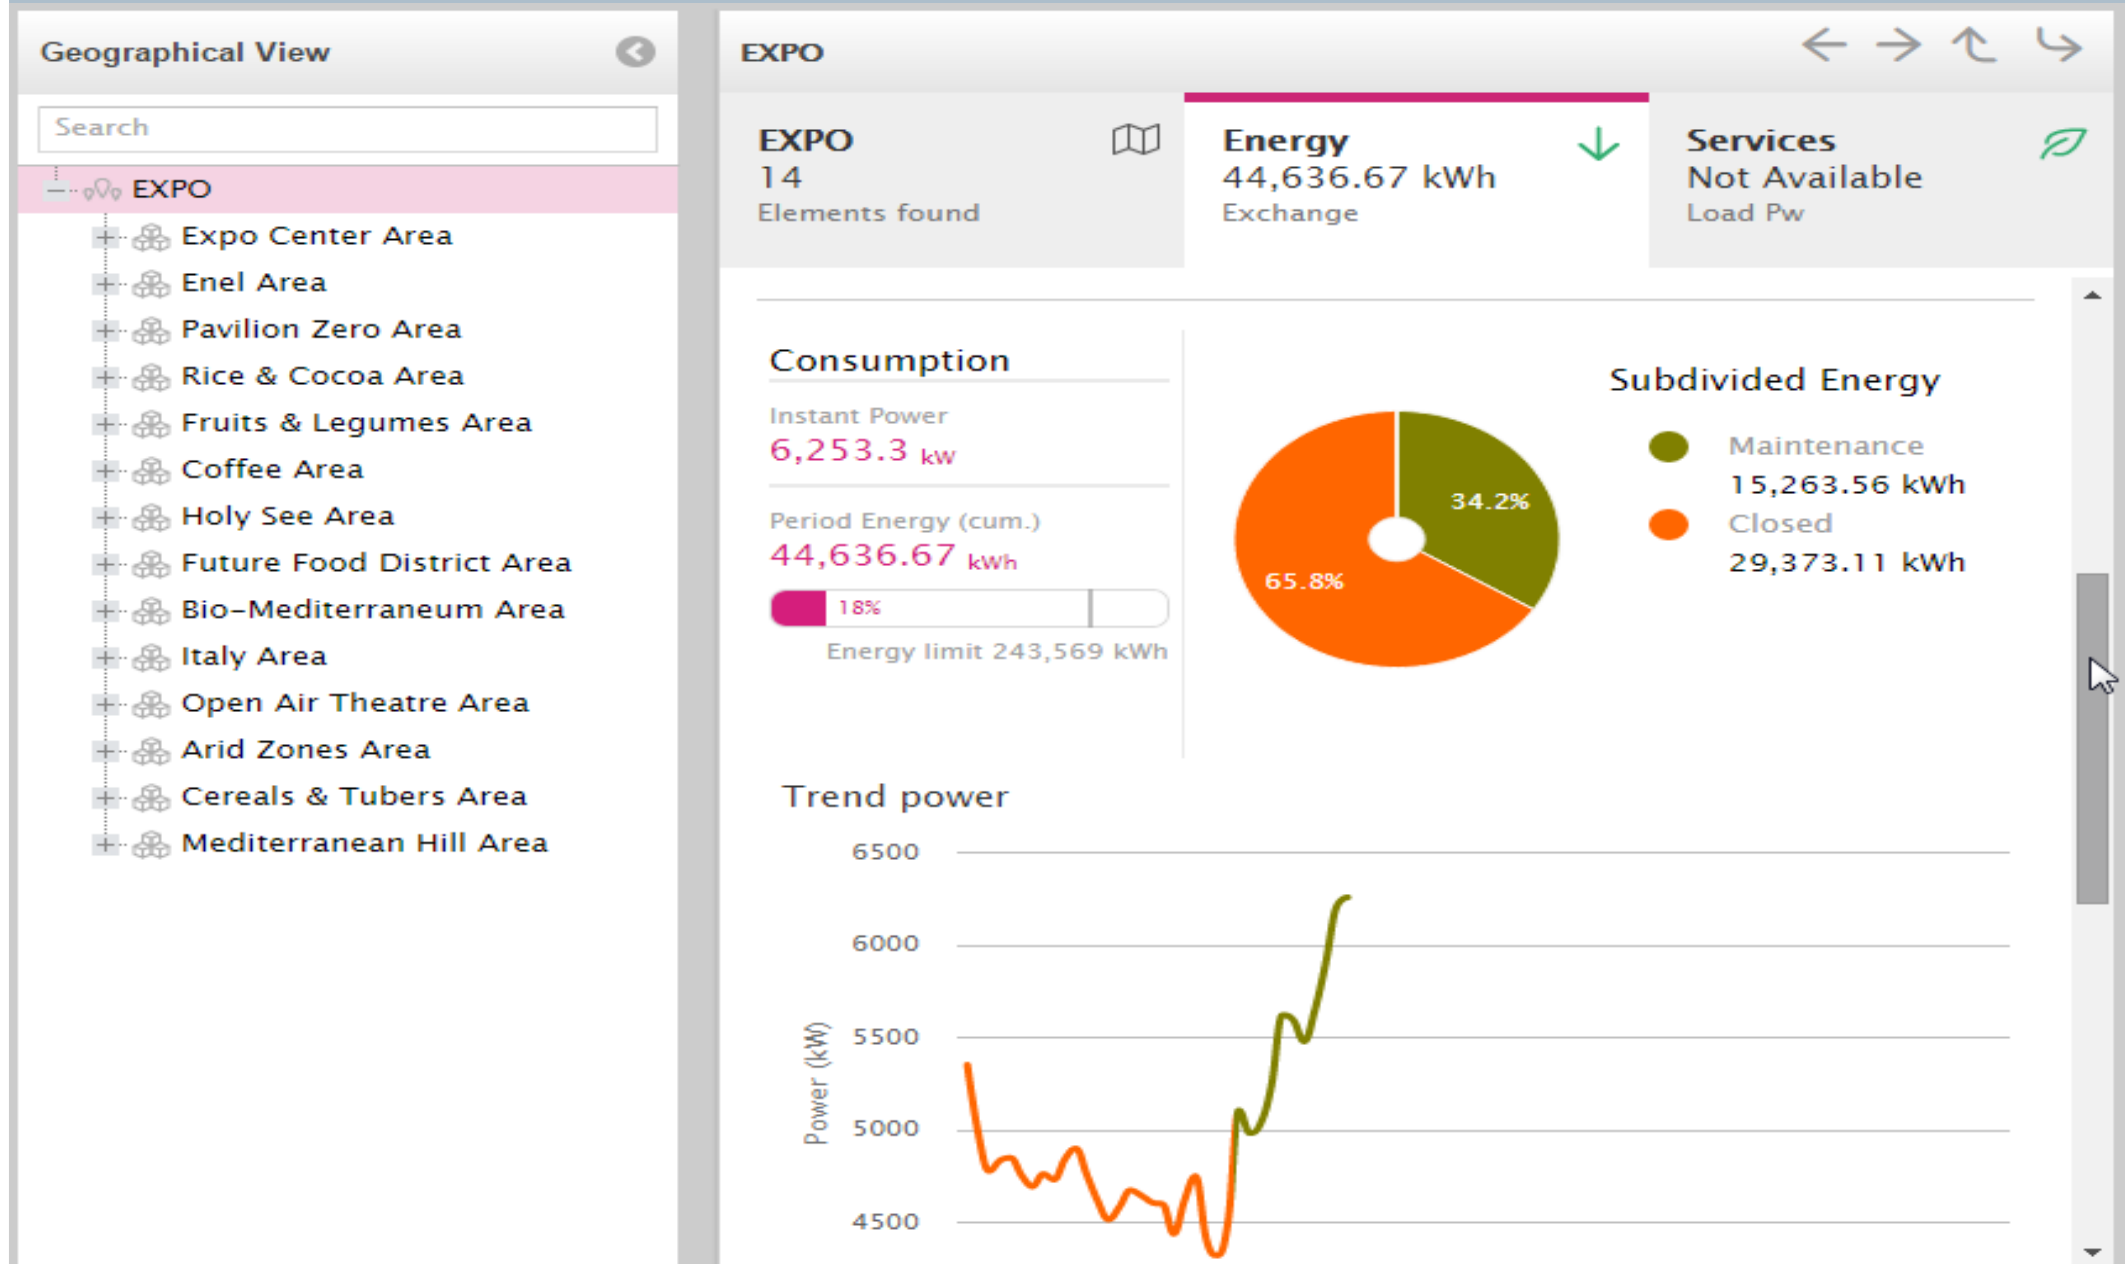 Geographical View
Search
EXPO
Expo Center Area
Enel Area
Pavilion Zero Area
Rice & Cocoa Area
Fruits & Legumes Area
Coffee Area
Holy See Area
Future Food District Area
Bio-Mediterraneum Area
Italy Area
Open Air Theatre Area
Arid Zones Area
Cereals & Tubers Area
Mediterranean Hill Area
EXPO
EXPO
14
Elements found
Energy
44,636.67 kWh
Exchange
Services
Not Available
Load Pw
Consumption
Instant Power
6,253.3 kW
Period Energy (cum.)
44,636.67 kWh
18%
Energy limit 243,569 kWh
34.2%
65.8%
Subdivided Energy
Maintenance
15,263.56 kWh
Closed
29,373.11 kWh
Trend power
Power (kW)
6500
6000
5500
5000
4500